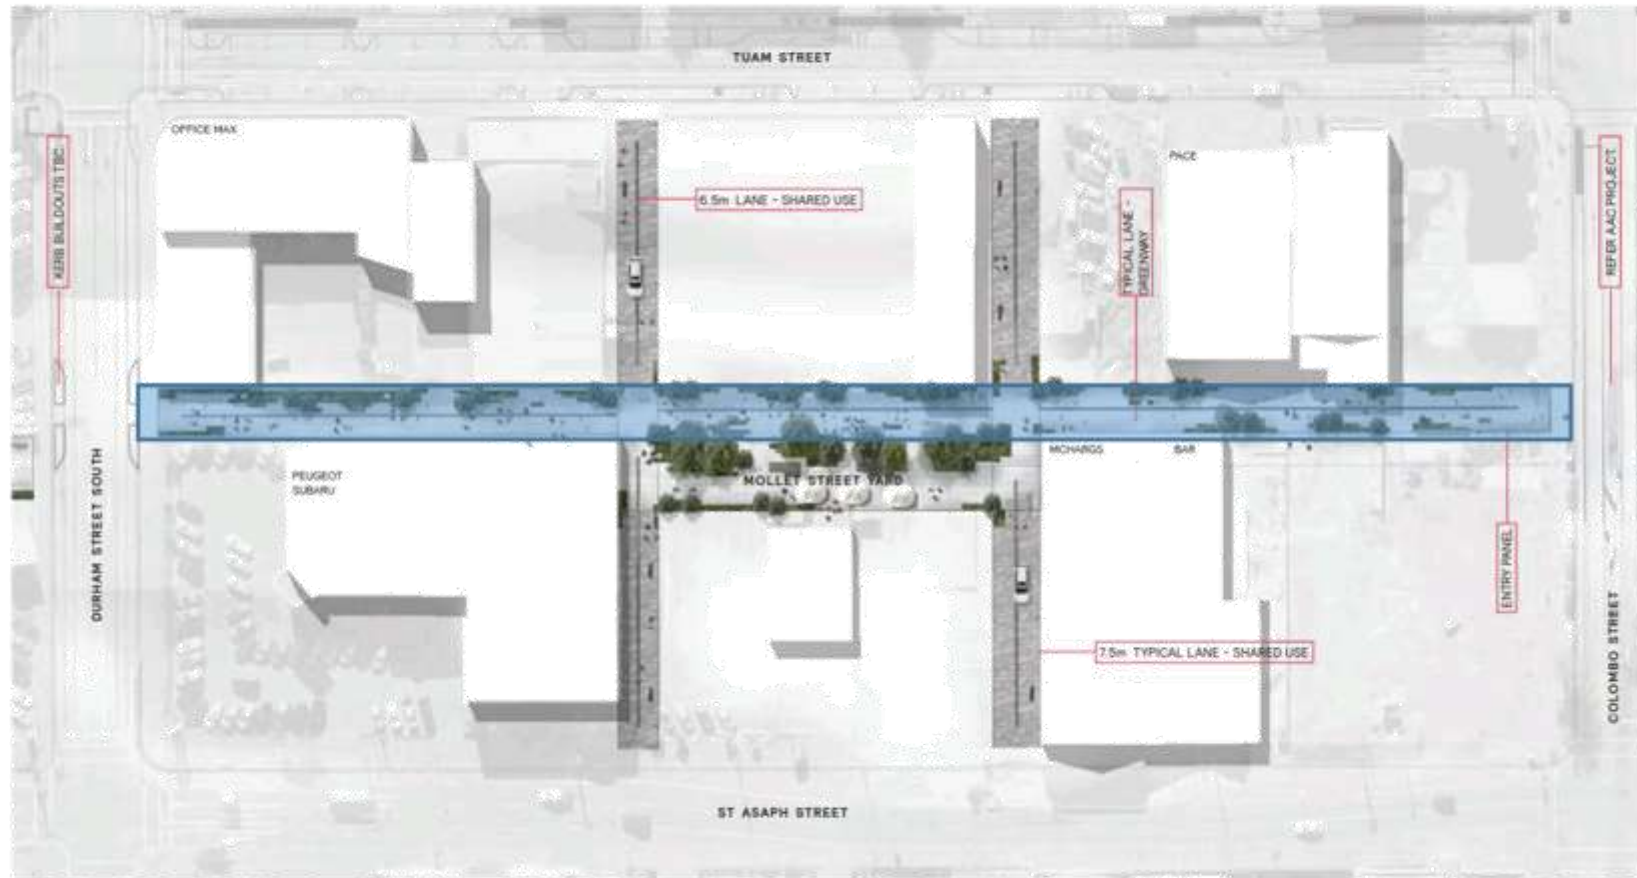 TUAM STREET
OFFICE MAX
PACE
KERB BUILDOUTS TBC
6.5m LANE - SHARED USE
TYPICAL LANE -
GREENWAY
REFER AAC PROJECT
MCHARGS
BAR
PEUGEOT
SUBARU
MOLLET STREET YARD
DURHAM STREET SOUTH
ENTRY PANEL
COLOMBO STREET
7.5m TYPICAL LANE - SHARED USE
ST ASAPH STREET